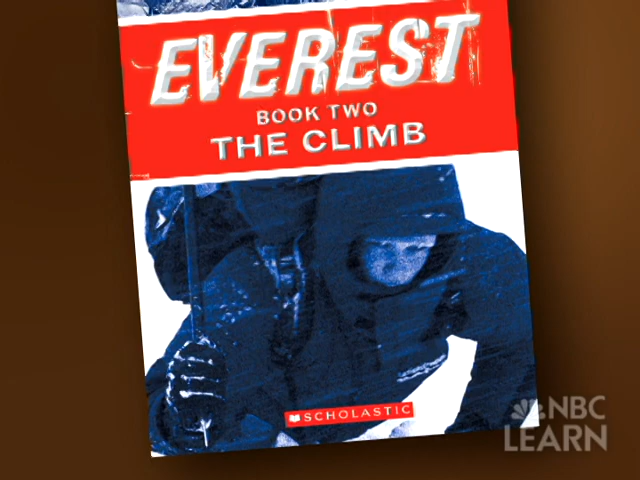 EVEREST
BOOK TWO
THE CLIMB
SCHOLASTIC
NBC
LEARN